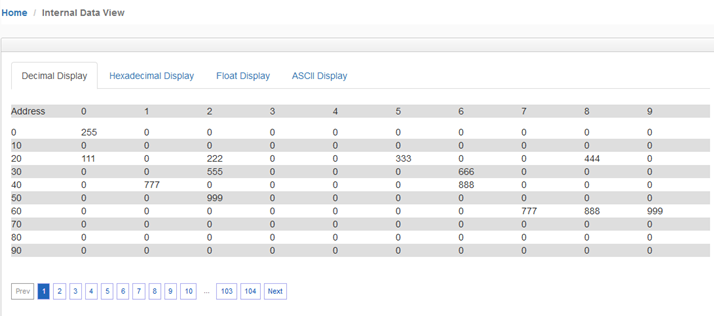 Home / Internal Data View
Decimal Display Hexadecimal Display Float Display ASCII Display
Address 0 1 2 3 4 5 6 7 8 9
0 255 0 0 0 0 0 0 0 0 0
10 0 0 0 0 0 0 0 0 0 0
20 111 0 222 0 0 333 0 0 444 0
30 0 0 555 0 0 0 666 0 0 0
40 0 777 0 0 0 0 888 0 0 0
50 0 0 999 0 0 0 0 0 0 0
60 0 0 0 0 0 0 0 777 888 999
70 0 0 0 0 0 0 0 0 0 0
80 0 0 0 0 0 0 0 0 0 0
90 0 0 0 0 0 0 0 0 0 0
Prev 1 2 3 4 5 6 7 8 9 10 ... 103 104 Next